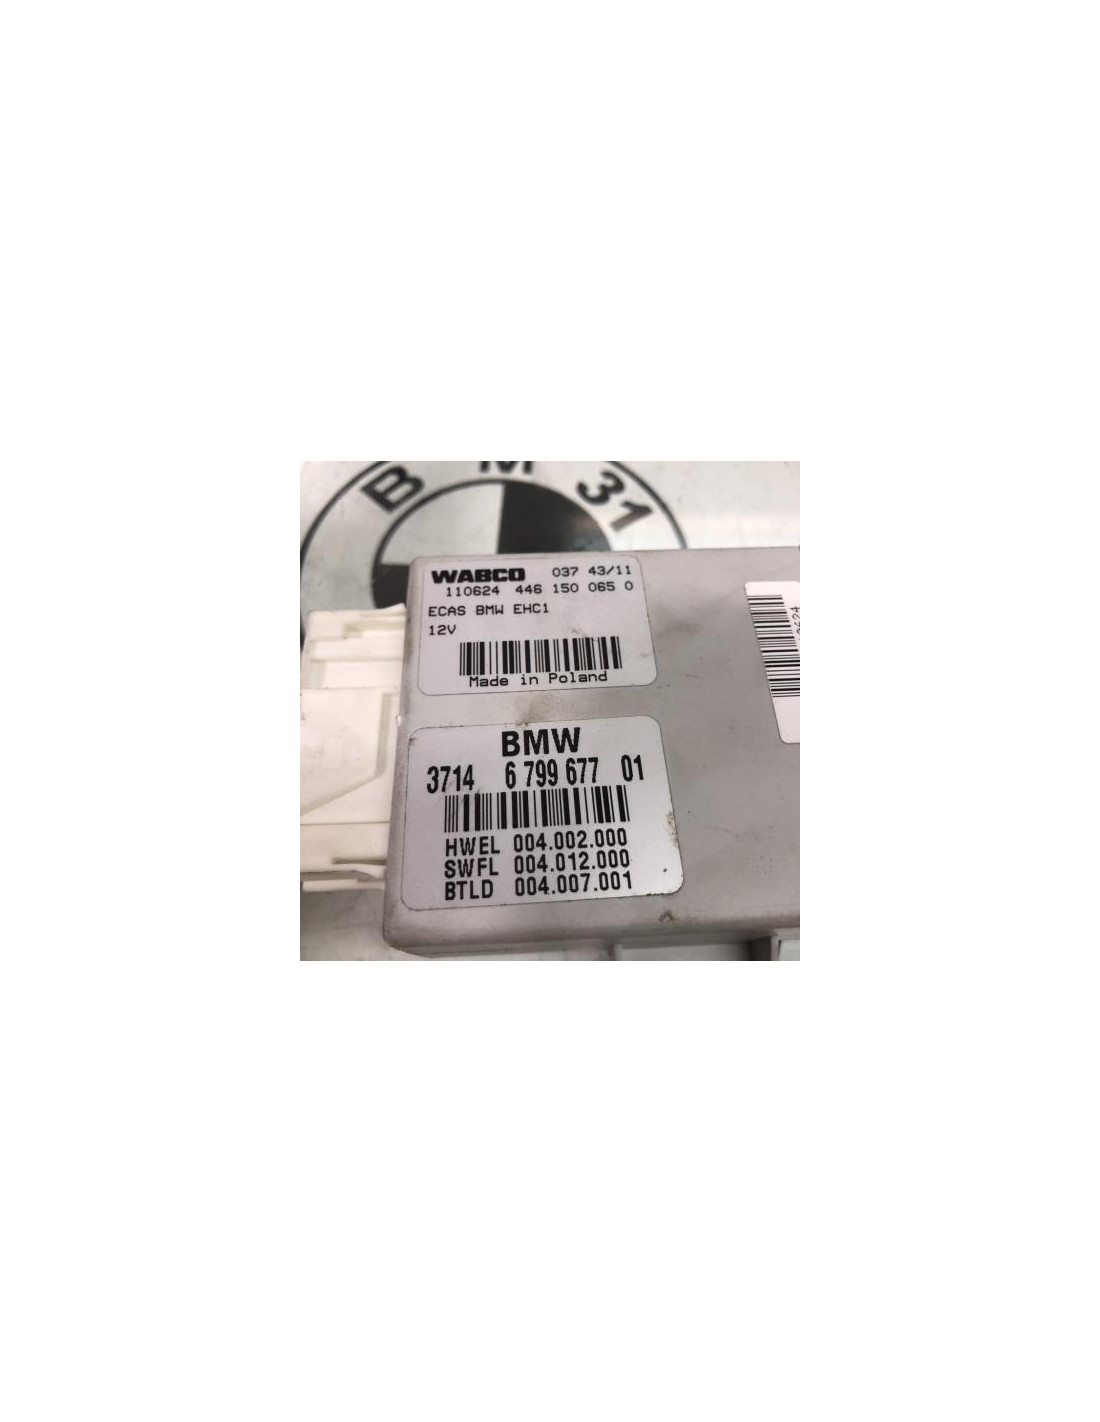 B M 31
WABCO 037 43/11
110624 446 150 065 0
ECAS BMW EHC1
12V
Made in Poland
BMW
3714 6 799 677 01
HWEL 004.002.000
SWFL 004.012.000
BTLD 004.007.001